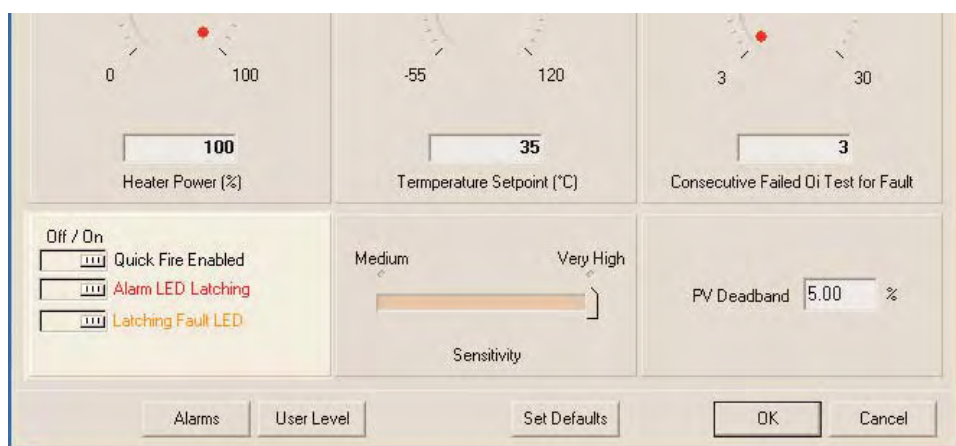 0 100
-55 120
3 30
100
35
3
Heater Power (%)
Termperature Setpoint (°C)
Consecutive Failed Oi Test for Fault
Off / On
Quick Fire Enabled
Alarm LED Latching
Latching Fault LED
Medium Very High
Sensitivity
PV Deadband 5.00 %
Alarms User Level Set Defaults OK Cancel